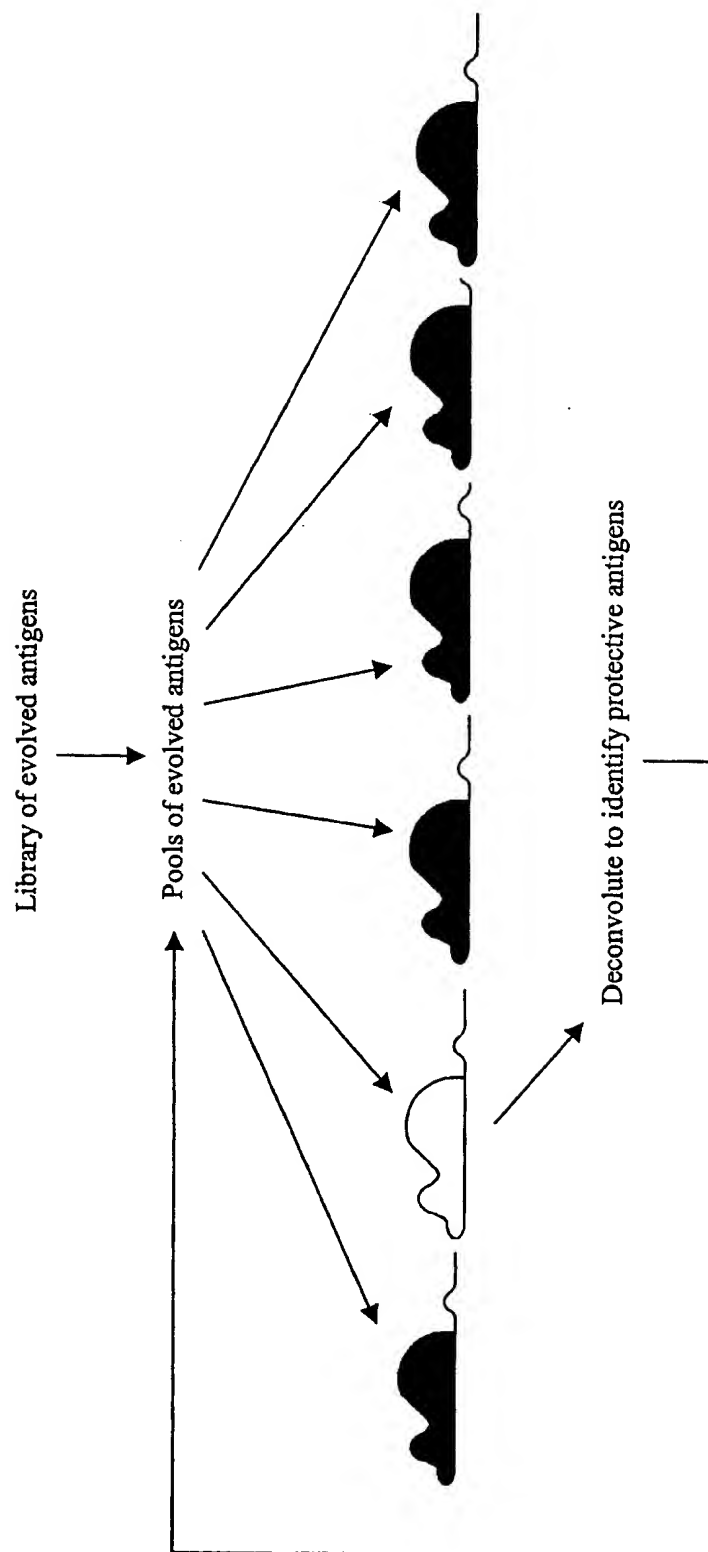 Library of evolved antigens
Pools of evolved antigens
Deconvolute to identify protective antigens